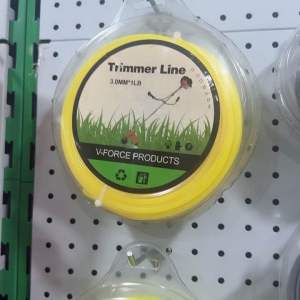 Trimmer Line
3.0MM*1LB
V-FORCE PRODUCTS